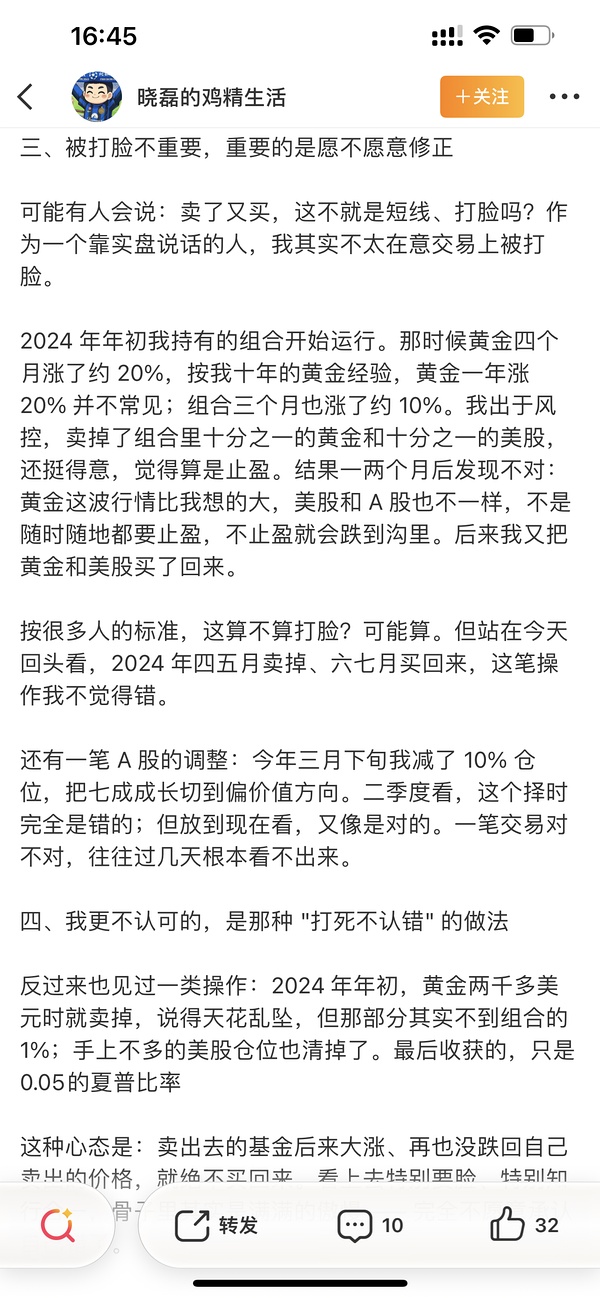 16:45
晓磊的鸡精生活
＋关注
三、被打脸不重要，重要的是愿不愿意修正
可能有人会说：卖了又买，这不就是短线、打脸吗？作
为一个靠实盘说话的人，我其实不太在意交易上被打
脸。
2024 年年初我持有的组合开始运行。那时候黄金四个
月涨了约 20%，按我十年的黄金经验，黄金一年涨
20% 并不常见；组合三个月也涨了约 10%。我出于风
控，卖掉了组合里十分之一的黄金和十分之一的美股，
还挺得意，觉得算是止盈。结果一两个月后发现不对：
黄金这波行情比我想的大，美股和 A 股也不一样，不是
随时随地都要止盈，不止盈就会跌到沟里。后来我又把
黄金和美股买了回来。
按很多人的标准，这算不算打脸？可能算。但站在今天
回头看，2024 年四五月卖掉、六七月买回来，这笔操
作我不觉得错。
还有一笔 A 股的调整：今年三月下旬我减了 10% 仓
位，把七成成长切到偏价值方向。二季度看，这个择时
完全是错的；但放到现在看，又像是对的。一笔交易对
不对，往往过几天根本看不出来。
四、我更不认可的，是那种 "打死不认错" 的做法
反过来也见过一类操作：2024 年年初，黄金两千多美
元时就卖掉，说得天花乱坠，但那部分其实不到组合的
1%；手上不多的美股仓位也清掉了。最后收获的，只是
0.05的夏普比率
这种心态是：卖出去的基金后来大涨、再也没跌回自己
卖出的价格，就绝不买回来，看上去特别要脸，特别知
转发
10
32